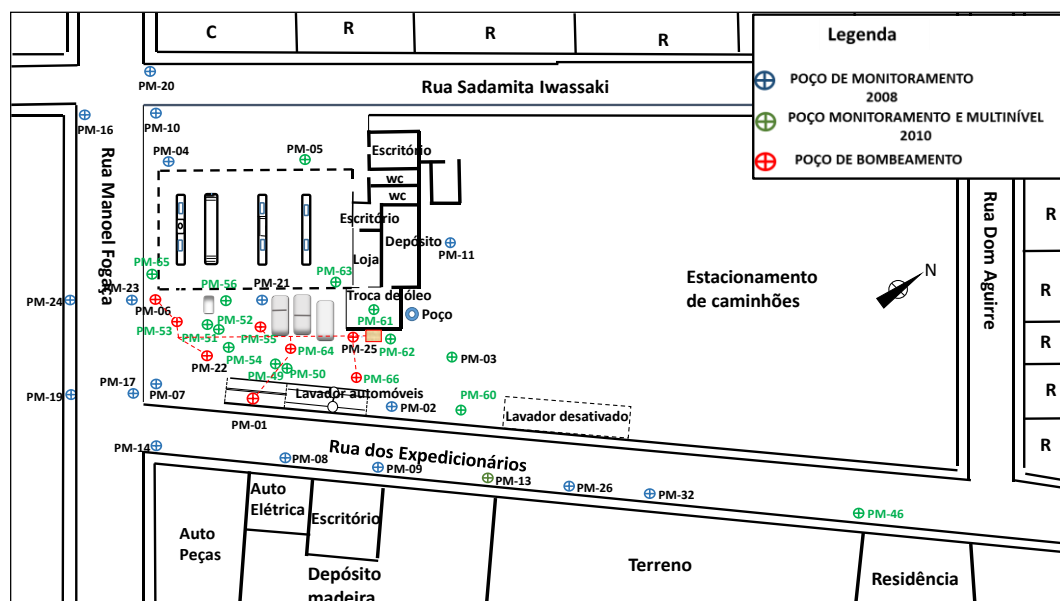 C
R
R
R
Legenda
POÇO DE MONITORAMENTO
2008
POÇO MONITORAMENTO E MULTINÍVEL
2010
POÇO DE BOMBEAMENTO
PM-20
Rua Sadamita Iwassaki
PM-16
PM-10
PM-04
PM-05
Escritório
wc
wc
Escritório
Depósito
Loja
PM-11
Rua Manoel Fogaça
Rua Dom Aguirre
R
R
R
R
R
Estacionamento
de caminhões
N
PM-65
PM-56
PM-21
PM-63
PM-24
PM-23
PM-06
Troca de óleo
Poço
PM-61
PM-53
PM-52
PM-51
PM-55
PM-64
PM-25
PM-62
PM-22
PM-54
PM-49
PM-50
PM-66
PM-03
PM-17
PM-19
PM-07
Lavador automóveis
PM-02
PM-60
Lavador desativado
PM-01
PM-14
Rua dos Expedicionários
PM-08
PM-09
PM-13
PM-26
PM-32
PM-46
Auto
Elétrica
Escritório
Auto
Peças
Depósito
madeira
Terreno
Residência